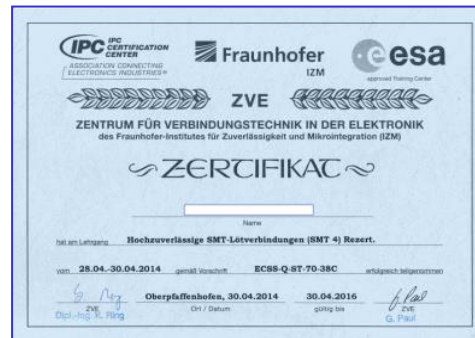 IPC IPC CERTIFICATION CENTER
ASSOCIATION CONNECTING
ELECTRONICS INDUSTRIES®
Fraunhofer
IZM
esa
approved Training Center
ZVE
ZENTRUM FÜR VERBINDUNGSTECHNIK IN DER ELEKTRONIK
des Fraunhofer-Institutes für Zuverlässigkeit und Mikrointegration (IZM)
ZERTIFIKAT
Name
hat am Lehrgang Hochzuverlässige SMT-Lötverbindungen (SMT 4) Rezert.
vom 28.04.-30.04.2014 gemäß Vorschrift ECSS-Q-ST-70-38C erfolgreich teilgenommen
Oberpfaffenhofen, 30.04.2014 30.04.2016
ZVE Ort / Datum gültig bis ZVE
Dipl.-Ing. K. Ring G. Paul